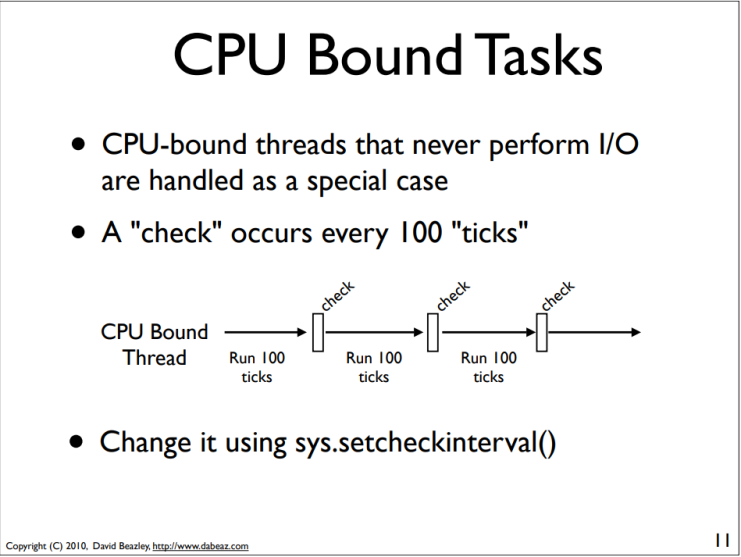 CPU Bound Tasks
• CPU-bound threads that never perform I/O
are handled as a special case
• A "check" occurs every 100 "ticks"
check
check
check
CPU Bound
Thread
Run 100
ticks
Run 100
ticks
Run 100
ticks
• Change it using sys.setcheckinterval()
Copyright (C) 2010, David Beazley, http://www.dabeaz.com
11